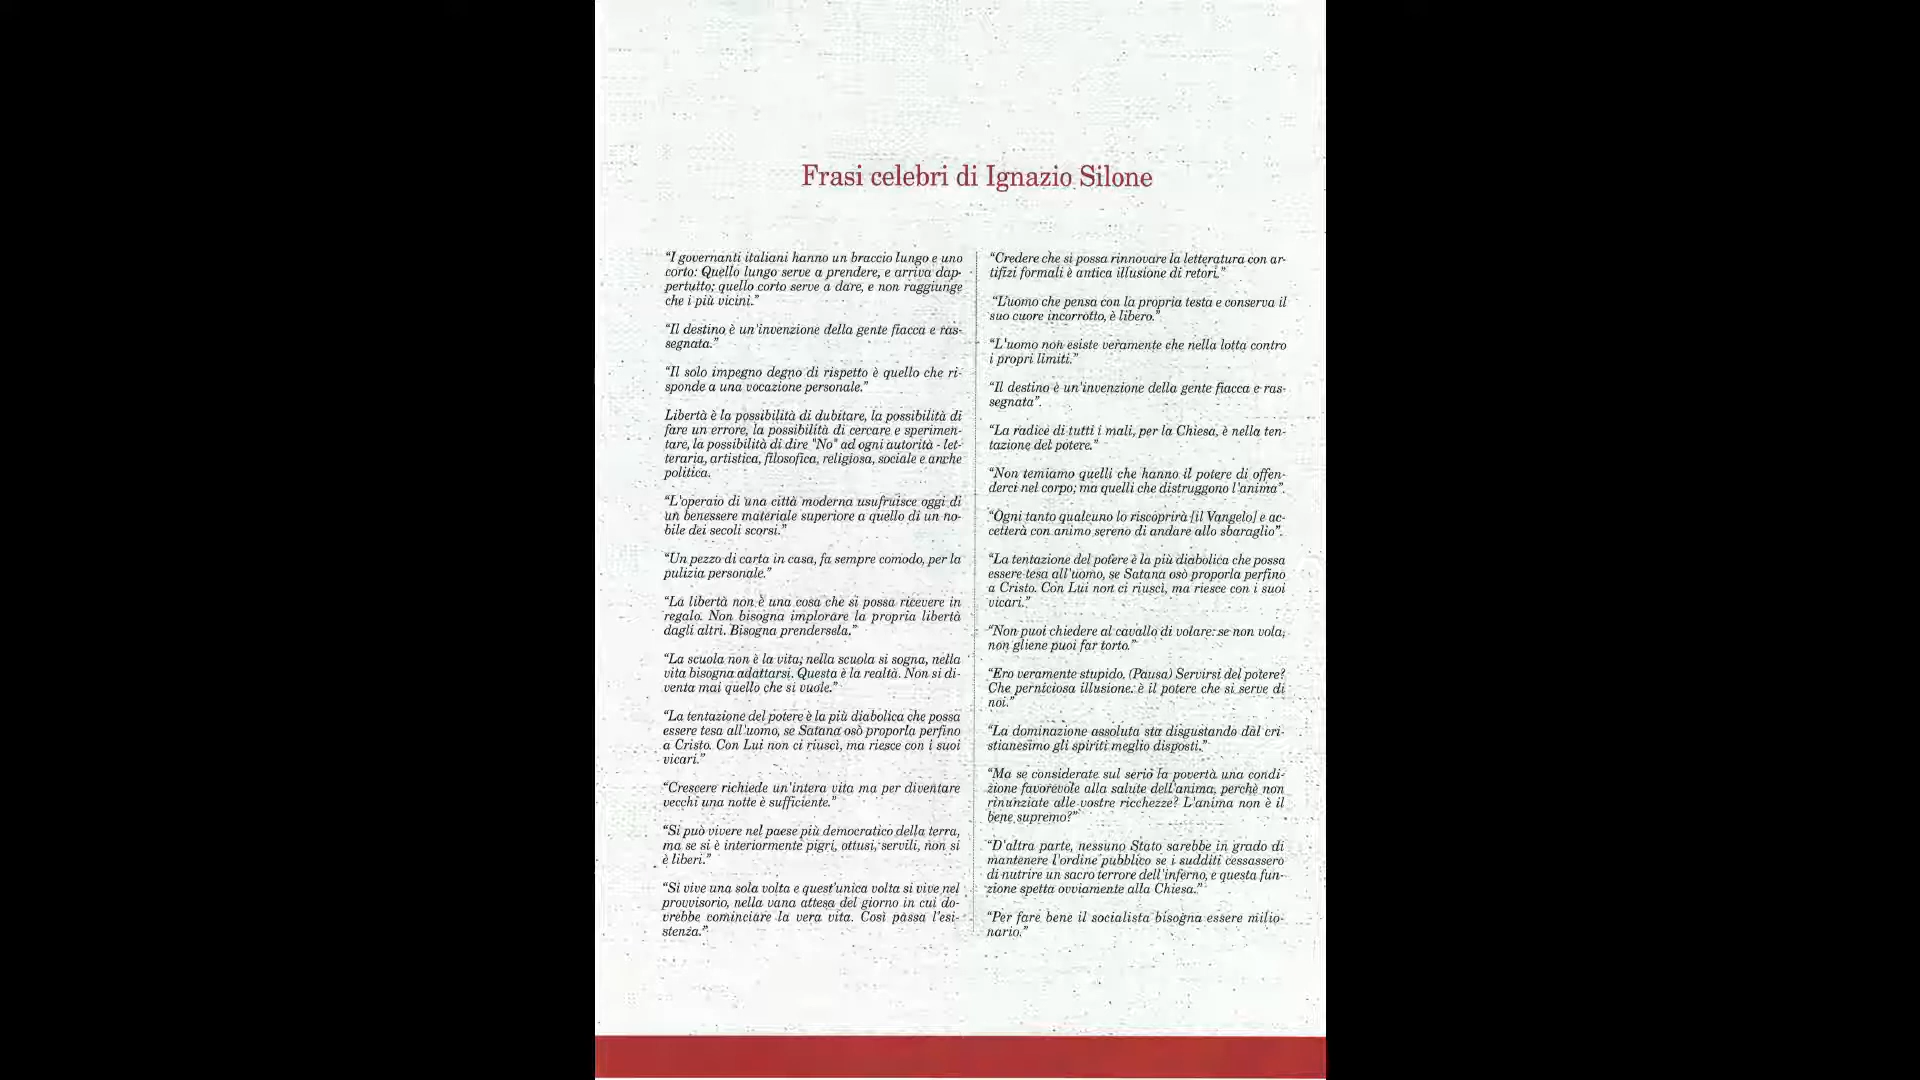 Frasi celebri di Ignazio Silone
“I governanti italiani hanno un braccio lungo e uno
corto: Quello lungo serve a prendere, e arriva dap-
pertutto; quello corto serve a dare, e non raggiunge
che i più vicini.”
“Il destino è un'invenzione della gente fiacca e ras-
segnata.”
“Il solo impegno degno di rispetto è quello che ri-
sponde a una vocazione personale.”
Libertà è la possibilità di dubitare, la possibilità di
fare un errore, la possibilità di cercare e sperimen-
tare, la possibilità di dire "No" ad ogni autorità - let-
teraria, artistica, filosofica, religiosa, sociale e anche
politica.
“L'operaio di una città moderna usufruisce oggi di
un benessere materiale superiore a quello di un no-
bile dei secoli scorsi.”
“Un pezzo di carta in casa, fa sempre comodo, per la
pulizia personale.”
“La libertà non è una cosa che si possa ricevere in
regalo. Non bisogna implorare la propria libertà
dagli altri. Bisogna prendersela.”
“La scuola non è la vita; nella scuola si sogna, nella
vita bisogna adattarsi. Questa è la realtà. Non si di-
venta mai quello che si vuole.”
“La tentazione del potere è la più diabolica che possa
essere tesa all'uomo, se Satana osò proporla perfino
a Cristo. Con Lui non ci riuscì, ma riesce con i suoi
vicari.”
“Crescere richiede un'intera vita ma per diventare
vecchi una notte è sufficiente.”
“Si può vivere nel paese più democratico della terra,
ma se si è interiormente pigri, ottusi, servili, non si
è liberi.”
“Si vive una sola volta e quest'unica volta si vive nel
provvisorio, nella vana attesa del giorno in cui do-
vrebbe cominciare la vera vita. Così passa l'esi-
stenza.”
“Credere che si possa rinnovare la letteratura con ar-
tifizi formali è antica illusione di retori.”
“L'uomo che pensa con la propria testa e conserva il
suo cuore incorrotto, è libero.”
“L'uomo non esiste veramente che nella lotta contro
i propri limiti.”
“Il destino è un'invenzione della gente fiacca e ras-
segnata”.
“La radice di tutti i mali, per la Chiesa, è nella ten-
tazione del potere.”
“Non temiamo quelli che hanno il potere di offen-
derci nel corpo; ma quelli che distruggono l'anima”.
“Ogni tanto qualcuno lo riscoprirà [il Vangelo] e ac-
cetterà con animo sereno di andare allo sbaraglio”.
“La tentazione del potere è la più diabolica che possa
essere tesa all'uomo, se Satana osò proporla perfino
a Cristo. Con Lui non ci riuscì, ma riesce con i suoi
vicari.”
“Non puoi chiedere al cavallo di volare: se non vola,
non gliene puoi far torto.”
“Ero veramente stupido. (Pausa) Servirsi del potere?
Che perniciosa illusione: è il potere che si serve di
noi.”
“La dominazione assoluta sta disgustando dal cri-
stianesimo gli spiriti meglio disposti.”
“Ma se considerate sul serio la povertà una condi-
zione favorevole alla salute dell'anima, perchè non
rinunziate alle vostre ricchezze? L'anima non è il
bene supremo?”
“D'altra parte, nessuno Stato sarebbe in grado di
mantenere l'ordine pubblico se i sudditi cessassero
di nutrire un sacro terrore dell'inferno, e questa fun-
zione spetta ovviamente alla Chiesa.”
“Per fare bene il socialista bisogna essere milio-
nario.”